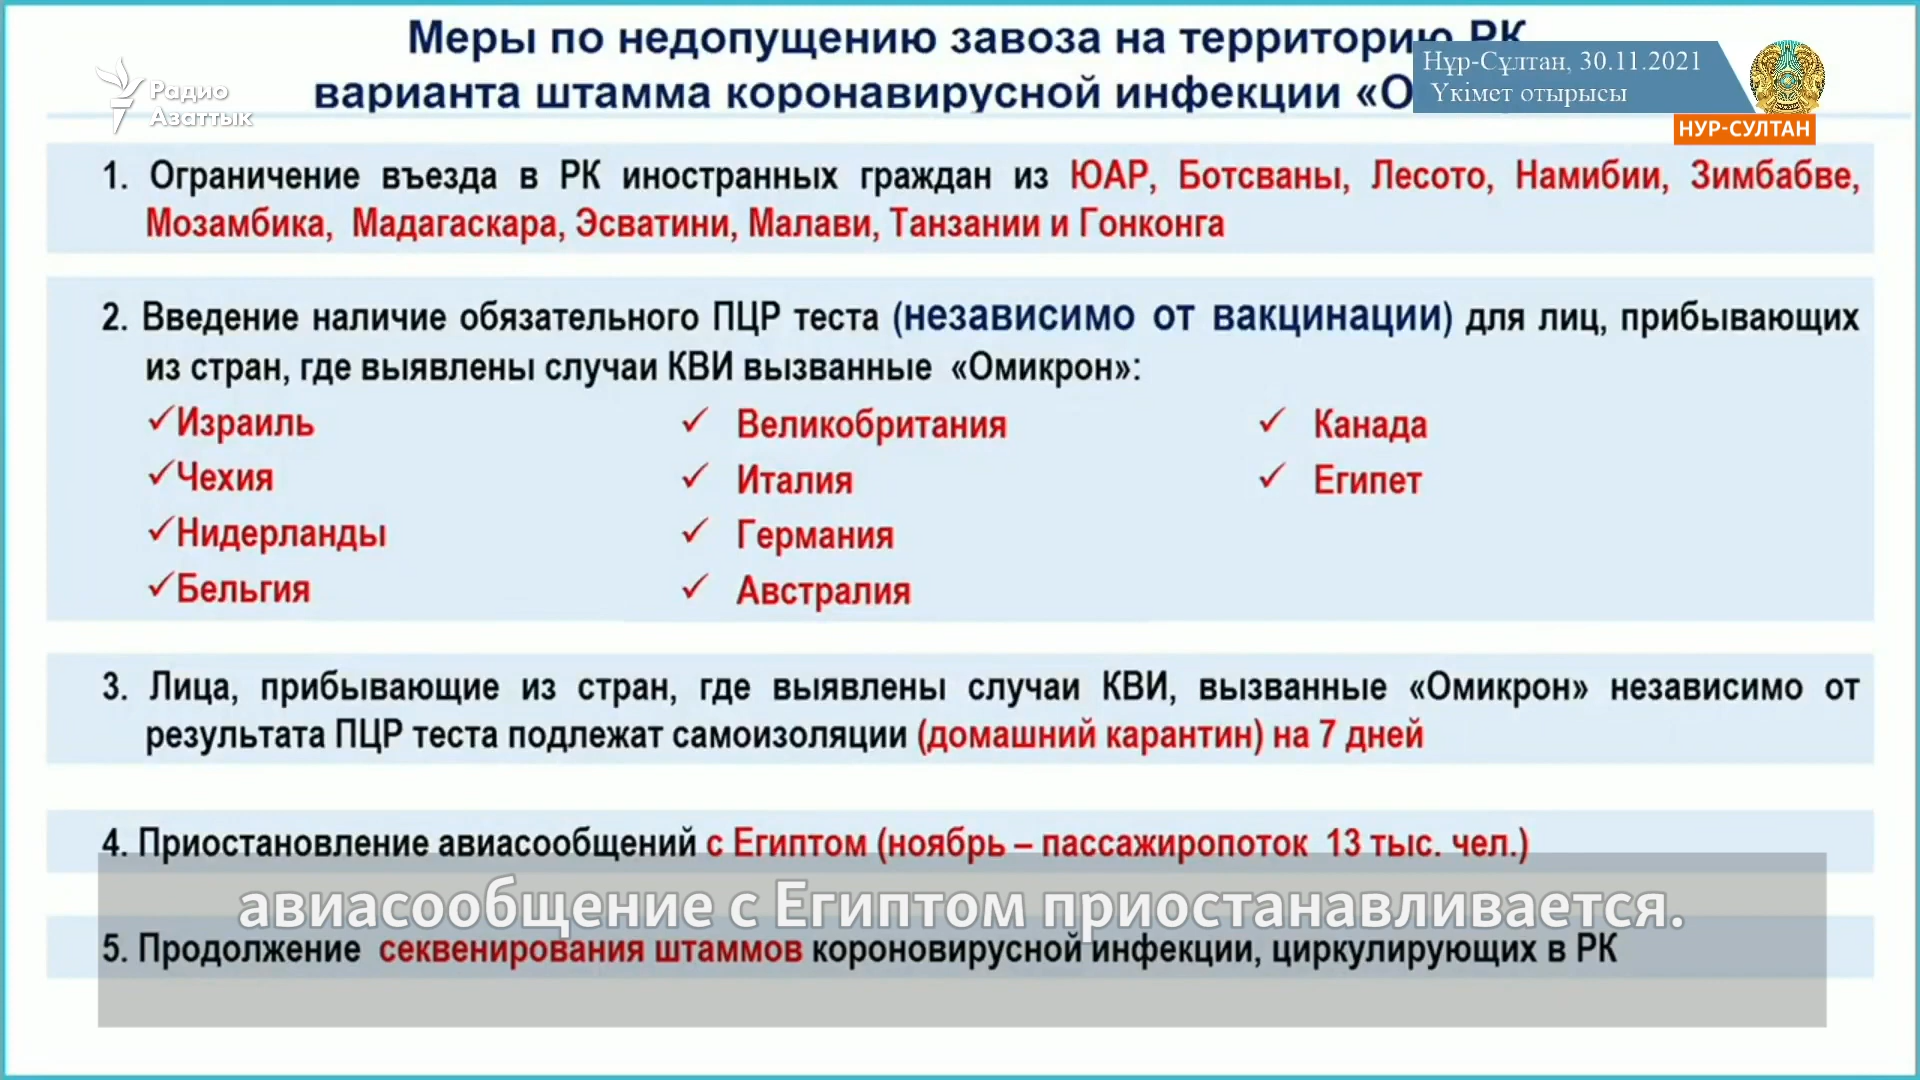 Меры по недопущению завоза на территорию РК
варианта штамма коронавирусной инфекции «О
Нұр-Сұлтан, 30.11.2021
Үкімет отырысы
НУР-СУЛТАН
Радио
Азаттык
1. Ограничение въезда в РК иностранных граждан из ЮАР, Ботсваны, Лесото, Намибии, Зимбабве,
Мозамбика, Мадагаскара, Эсватини, Малави, Танзании и Гонконга
2. Введение наличие обязательного ПЦР теста (независимо от вакцинации) для лиц, прибывающих
из стран, где выявлены случаи КВИ вызванные «Омикрон»:
✓Израиль ✓ Великобритания ✓ Канада
✓Чехия ✓ Италия ✓ Египет
✓Нидерланды ✓ Германия
✓Бельгия ✓ Австралия
3. Лица, прибывающие из стран, где выявлены случаи КВИ, вызванные «Омикрон» независимо от
результата ПЦР теста подлежат самоизоляции (домашний карантин) на 7 дней
4. Приостановление авиасообщений с Египтом (ноябрь – пассажиропоток 13 тыс. чел.)
авиасообщение с Египтом приостанавливается.
5. Продолжение секвенирования штаммов короновирусной инфекции, циркулирующих в РК